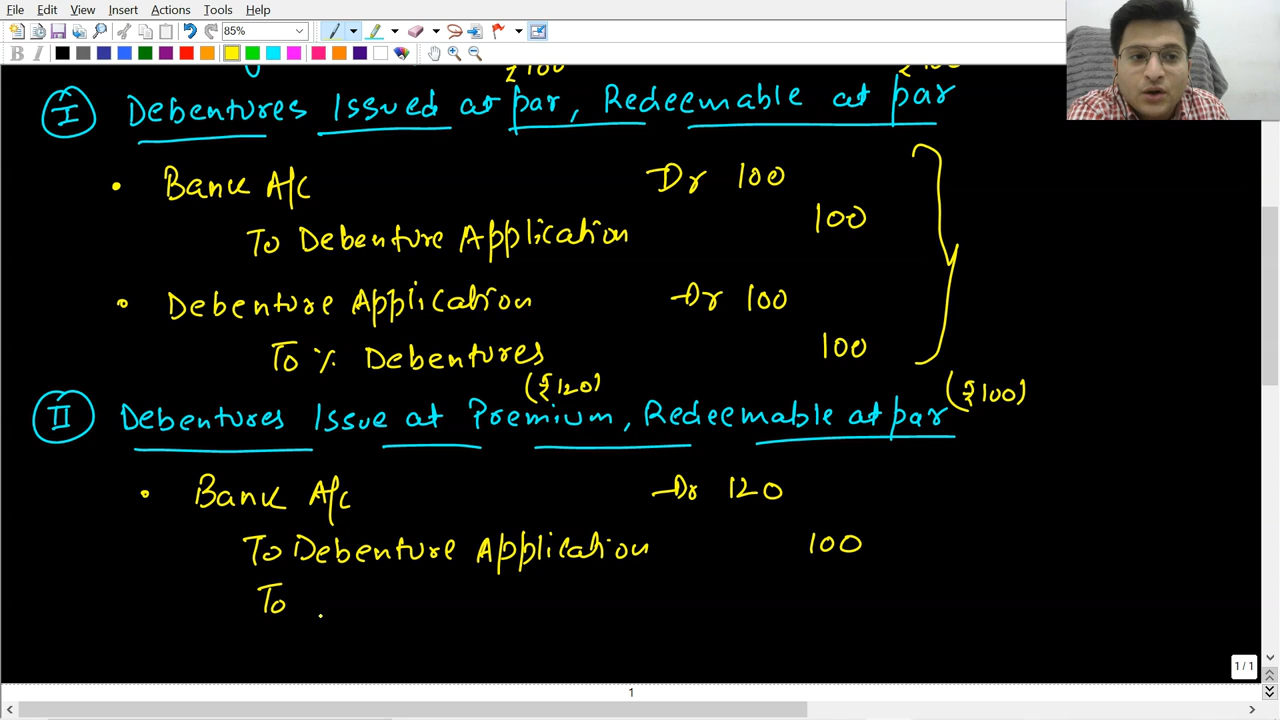 File Edit View Insert Actions Tools Help
85%
B I U
₹100 ₹100
I Debentures Issued at par, Redeemable at par
• Bank A/c Dr 100
To Debenture Application 100
• Debenture Application Dr 100
To % Debentures 100
(₹120) (₹100)
II Debentures Issue at Premium, Redeemable at par
• Bank A/c Dr 120
To Debenture Application 100
To
1/1
1